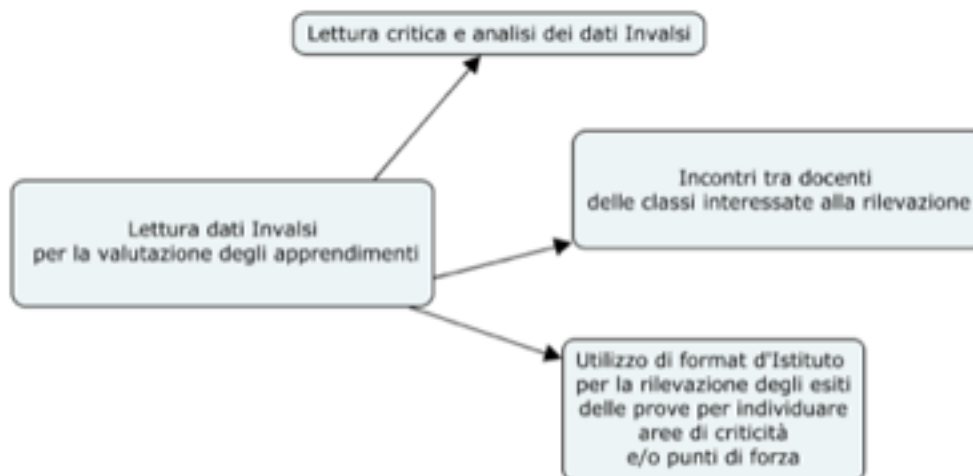 Lettura critica e analisi dei dati Invalsi
Incontri tra docenti
delle classi interessate alla rilevazione
Lettura dati Invalsi
per la valutazione degli apprendimenti
Utilizzo di format d'Istituto
per la rilevazione degli esiti
delle prove per individuare
aree di criticità
e/o punti di forza